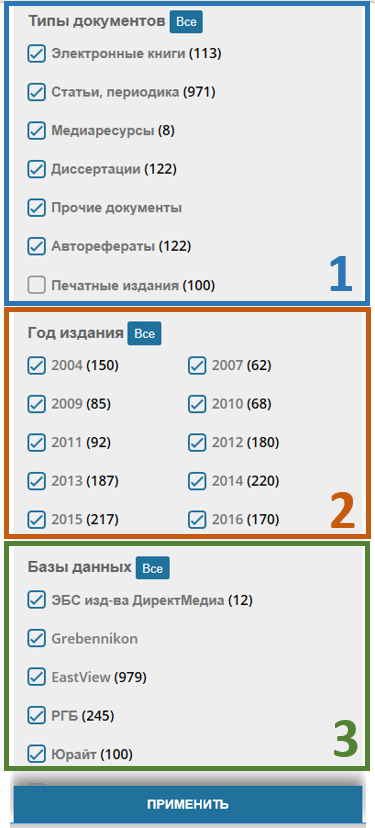 Типы документов Все
Электронные книги (113)
Статьи, периодика (971)
Медиаресурсы (8)
Диссертации (122)
Прочие документы
Авторефераты (122)
Печатные издания (100)
1
Год издания Все
2004 (150) 2007 (62)
2009 (85) 2010 (68)
2011 (92) 2012 (180)
2013 (187) 2014 (220)
2015 (217) 2016 (170)
2
Базы данных Все
ЭБС изд-ва ДиректМедиа (12)
Grebennikon
EastView (979)
РГБ (245)
Юрайт (100)
3
ПРИМЕНИТЬ